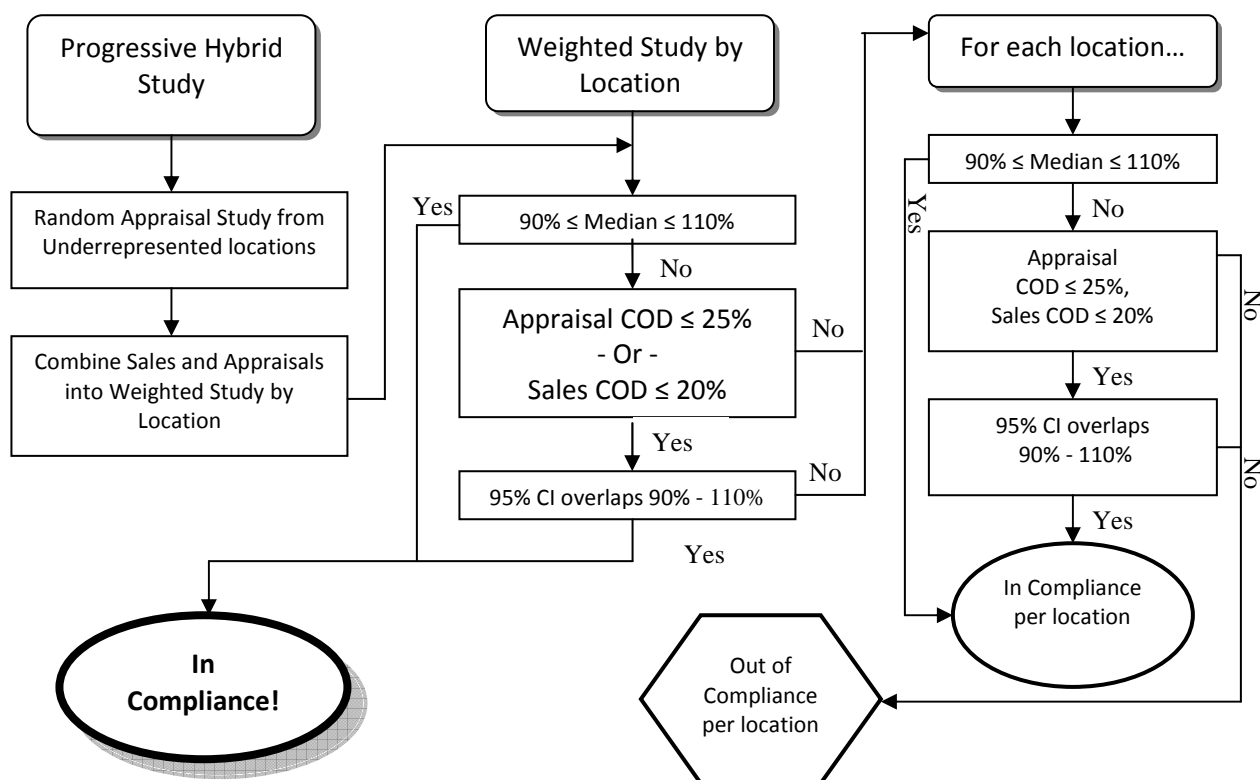 Progressive Hybrid
Study
Random Appraisal Study from
Underrepresented locations
Combine Sales and Appraisals
into Weighted Study by
Location
Weighted Study by
Location
Yes
90% ≤ Median ≤ 110%
No
Appraisal COD ≤ 25%
- Or -
Sales COD ≤ 20%
No
Yes
95% CI overlaps 90% - 110%
No
Yes
In
Compliance!
For each location…
90% ≤ Median ≤ 110%
Yes
No
Appraisal
COD ≤ 25%,
Sales COD ≤ 20%
No
Yes
95% CI overlaps
90% - 110%
No
Yes
In Compliance
per location
Out of
Compliance
per location